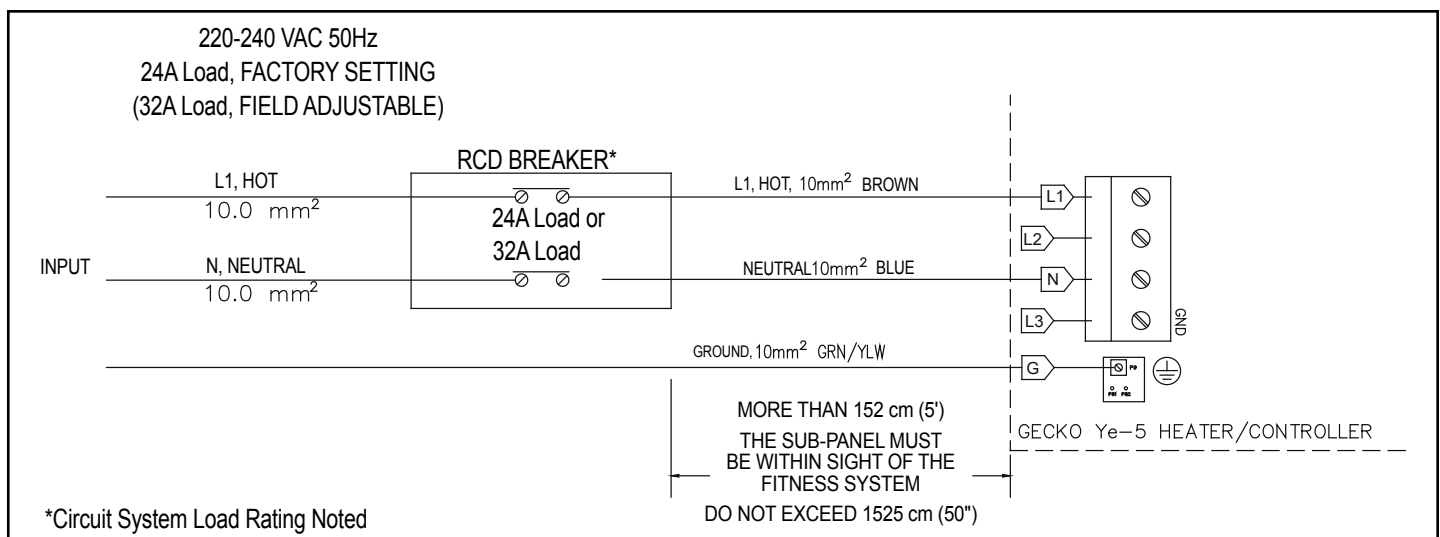 220-240 VAC 50Hz
24A Load, FACTORY SETTING
(32A Load, FIELD ADJUSTABLE)
RCD BREAKER*
L1, HOT
10.0 mm²
L1, HOT, 10mm² BROWN
L1
24A Load or
32A Load
L2
INPUT
N, NEUTRAL
10.0 mm²
NEUTRAL10mm² BLUE
N
L3
GND
GROUND, 10mm² GRN/YLW
G
P9
MORE THAN 152 cm (5')
THE SUB-PANEL MUST
BE WITHIN SIGHT OF THE
FITNESS SYSTEM
DO NOT EXCEED 1525 cm (50")
GECKO Ye-5 HEATER/CONTROLLER
*Circuit System Load Rating Noted